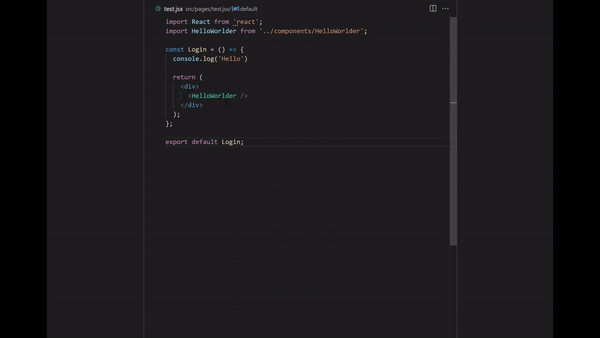 test.jsx src/pages/test.jsx/default
import React from 'react';
import HelloWorlder from '../components/HelloWorlder';
const Login = () => {
console.log('Hello')
return (
<div>
<HelloWorlder />
</div>
);
};
export default Login;